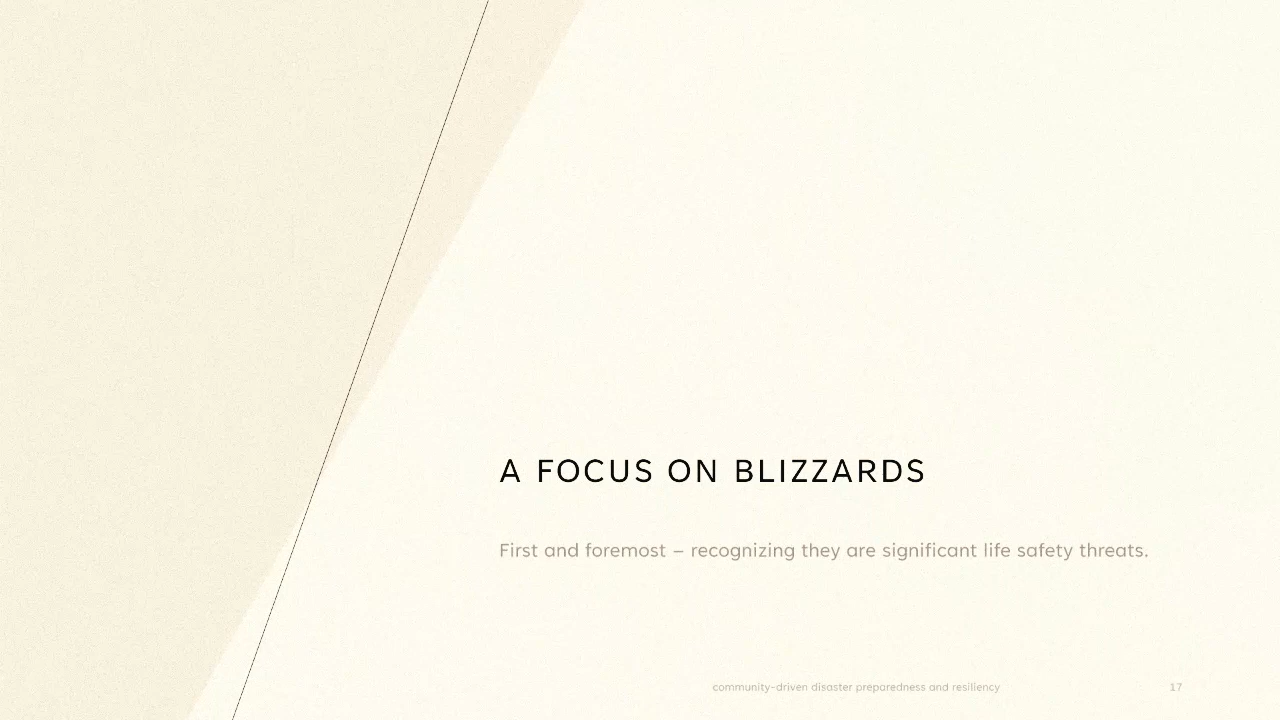 A FOCUS ON BLIZZARDS
First and foremost – recognizing they are significant life safety threats.
community-driven disaster preparedness and resiliency
17